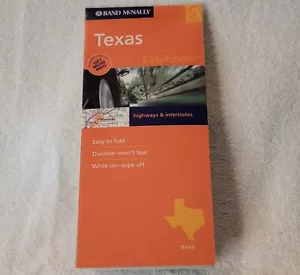 RAND McNALLY
Texas
EasyFinder
highways & interstates
Easy to fold
Durable—won't tear
Write on—wipe off
TEXAS